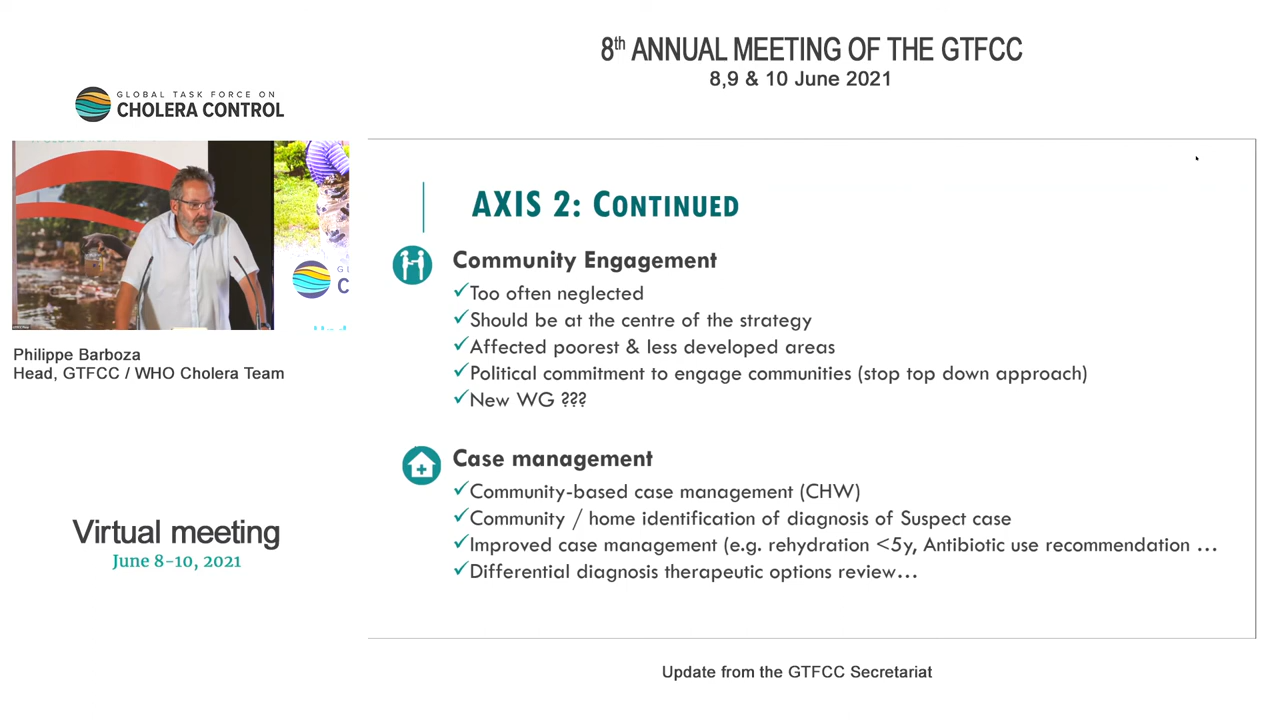 8th ANNUAL MEETING OF THE GTFCC
8,9 & 10 June 2021
GLOBAL TASK FORCE ON
CHOLERA CONTROL
Philippe Barboza
Head, GTFCC / WHO Cholera Team
Virtual meeting
June 8-10, 2021
AXIS 2: CONTINUED
Community Engagement
✓Too often neglected
✓Should be at the centre of the strategy
✓Affected poorest & less developed areas
✓Political commitment to engage communities (stop top down approach)
✓New WG ???
Case management
✓Community-based case management (CHW)
✓Community / home identification of diagnosis of Suspect case
✓Improved case management (e.g. rehydration <5y, Antibiotic use recommendation ...
✓Differential diagnosis therapeutic options review...
Update from the GTFCC Secretariat